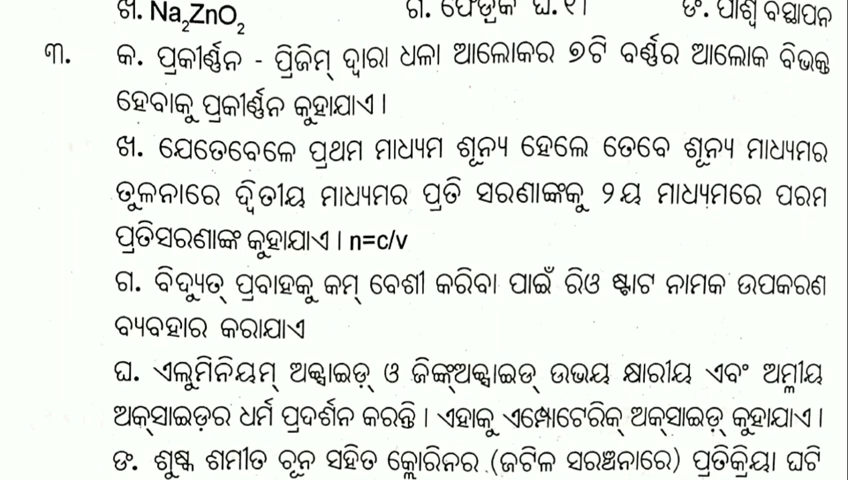 ଖ. Na₂ZnO₂ ଗ. ଫେଡ୍ରିକ ଘ. ୧। ଙ. ପାର୍ଶ୍ୱ ବିସ୍ଥାପନ
୩. କ. ପ୍ରକୀର୍ଣ୍ଣନ - ପ୍ରିଜିମ୍ ଦ୍ୱାରା ଧଳା ଆଲୋକର ୭ଟି ବର୍ଣ୍ଣର ଆଲୋକ ବିଭକ୍ତ
ହେବାକୁ ପ୍ରକୀର୍ଣ୍ଣନ କୁହାଯାଏ।
ଖ. ଯେତେବେଳେ ପ୍ରଥମ ମାଧ୍ୟମ ଶୂନ୍ୟ ହେଲେ ତେବେ ଶୂନ୍ୟ ମାଧ୍ୟମର
ତୁଳନାରେ ଦ୍ୱିତୀୟ ମାଧ୍ୟମର ପ୍ରତି ସରଣାଙ୍କକୁ ୨ୟ ମାଧ୍ୟମରେ ପରମ
ପ୍ରତିସରଣାଙ୍କ କୁହାଯାଏ। n=c/v
ଗ. ବିଦ୍ୟୁତ୍ ପ୍ରବାହକୁ କମ୍ ବେଶୀ କରିବା ପାଇଁ ରିଓ ଷ୍ଟାଟ ନାମକ ଉପକରଣ
ବ୍ୟବହାର କରାଯାଏ
ଘ. ଏଲୁମିନିୟମ୍ ଅକ୍ସାଇଡ୍ ଓ ଜିଙ୍କ୍ଅକ୍ସାଇଡ୍ ଉଭୟ କ୍ଷାରୀୟ ଏବଂ ଅମ୍ଳୀୟ
ଅକ୍‌ସାଇଡ଼ର ଧର୍ମ ପ୍ରଦର୍ଶନ କରନ୍ତି। ଏହାକୁ ଏମ୍ପୋଟେରିକ୍ ଅକ୍‌ସାଇଡ୍ କୁହାଯାଏ।
ଙ. ଶୁଷ୍କ ଶମୀତ ଚୂନ ସହିତ କ୍ଲୋରିନର (ଜଟିଳ ସରଞ୍ଚନାରେ) ପ୍ରତିକ୍ରିୟା ଘଟି